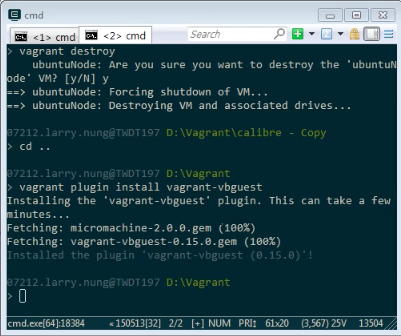 cmd
<1> cmd
<2> cmd
Search
> vagrant destroy
ubuntuNode: Are you sure you want to destroy the 'ubuntuN
ode' VM? [y/N] y
==> ubuntuNode: Forcing shutdown of VM...
==> ubuntuNode: Destroying VM and associated drives...
07212.larry.nung@TWDT197 D:\Vagrant\calibre - Copy
> cd ..
07212.larry.nung@TWDT197 D:\Vagrant
> vagrant plugin install vagrant-vbguest
Installing the 'vagrant-vbguest' plugin. This can take a few
minutes...
Fetching: micromachine-2.0.0.gem (100%)
Fetching: vagrant-vbguest-0.15.0.gem (100%)
Installed the plugin 'vagrant-vbguest (0.15.0)'!
07212.larry.nung@TWDT197 D:\Vagrant
>
cmd.exe[64]:18384 «150513[32] 2/2 [+] NUM PRI‡ 61x20 (3,567) 25V 13504